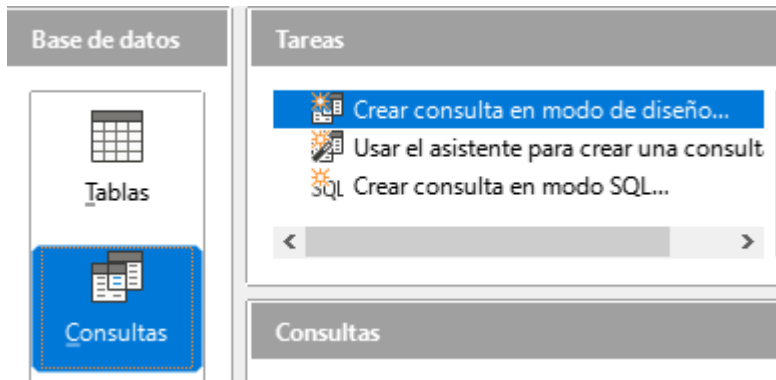 Base de datos
Tareas
Crear consulta en modo de diseño...
Usar el asistente para crear una consult
SQL Crear consulta en modo SQL...
Tablas
Consultas
Consultas